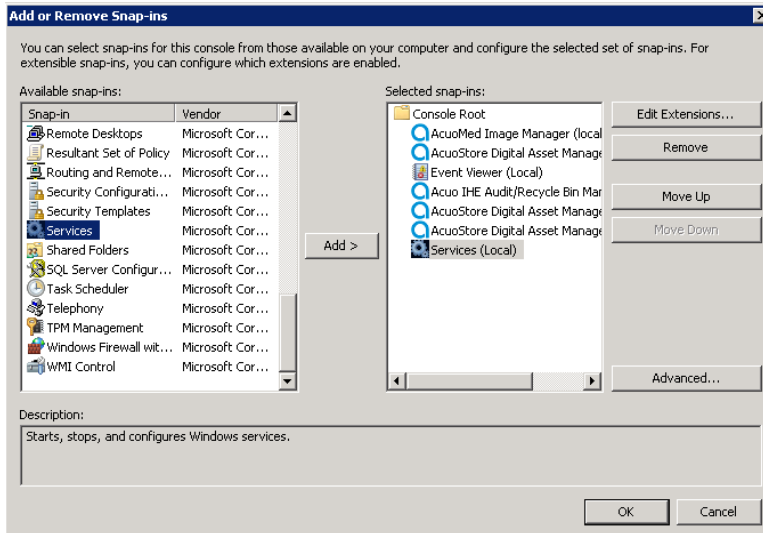 Add or Remove Snap-ins
You can select snap-ins for this console from those available on your computer and configure the selected set of snap-ins. For
extensible snap-ins, you can configure which extensions are enabled.
Available snap-ins:
Snap-in Vendor
Remote Desktops Microsoft Cor...
Resultant Set of Policy Microsoft Cor...
Routing and Remote... Microsoft Cor...
Security Configurati... Microsoft Cor...
Security Templates Microsoft Cor...
Services Microsoft Cor...
Shared Folders Microsoft Cor...
SQL Server Configur... Microsoft Cor...
Task Scheduler Microsoft Cor...
Telephony Microsoft Cor...
TPM Management Microsoft Cor...
Windows Firewall wit... Microsoft Cor...
WMI Control Microsoft Cor...
Add >
Selected snap-ins:
Console Root
AcuoMed Image Manager (local
AcuoStore Digital Asset Manage
Event Viewer (Local)
Acuo IHE Audit/Recycle Bin Man
AcuoStore Digital Asset Manage
AcuoStore Digital Asset Manage
Services (Local)
Edit Extensions...
Remove
Move Up
Move Down
Advanced...
Description:
Starts, stops, and configures Windows services.
OK
Cancel